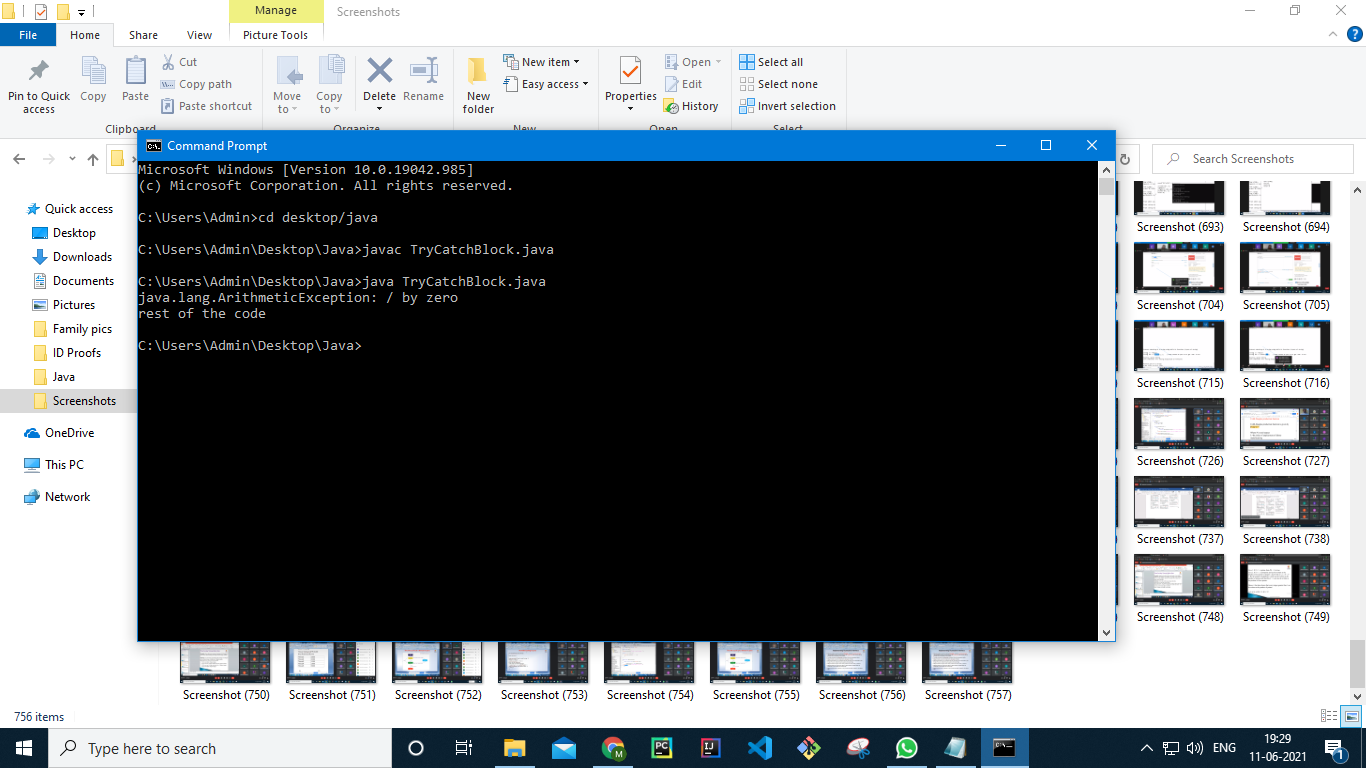 Manage
Screenshots
File
Home
Share
View
Picture Tools
Pin to Quick access
Copy
Paste
Cut
Copy path
Paste shortcut
Clipboard
Move to
Copy to
Delete
Rename
Organize
New folder
New item
Easy access
New
Properties
Open
Edit
History
Open
Select all
Select none
Invert selection
Select
Search Screenshots
Quick access
Desktop
Downloads
Documents
Pictures
Family pics
ID Proofs
Java
Screenshots
OneDrive
This PC
Network
Command Prompt
Microsoft Windows [Version 10.0.19042.985]
(c) Microsoft Corporation. All rights reserved.
C:\Users\Admin>cd desktop/java
C:\Users\Admin\Desktop\Java>javac TryCatchBlock.java
C:\Users\Admin\Desktop\Java>java TryCatchBlock.java
java.lang.ArithmeticException: / by zero
rest of the code
C:\Users\Admin\Desktop\Java>
Screenshot (693)
Screenshot (694)
Screenshot (704)
Screenshot (705)
Screenshot (715)
Screenshot (716)
Screenshot (726)
Screenshot (727)
Screenshot (737)
Screenshot (738)
Screenshot (748)
Screenshot (749)
Screenshot (750)
Screenshot (751)
Screenshot (752)
Screenshot (753)
Screenshot (754)
Screenshot (755)
Screenshot (756)
Screenshot (757)
756 items
Type here to search
ENG
19:29
11-06-2021
1